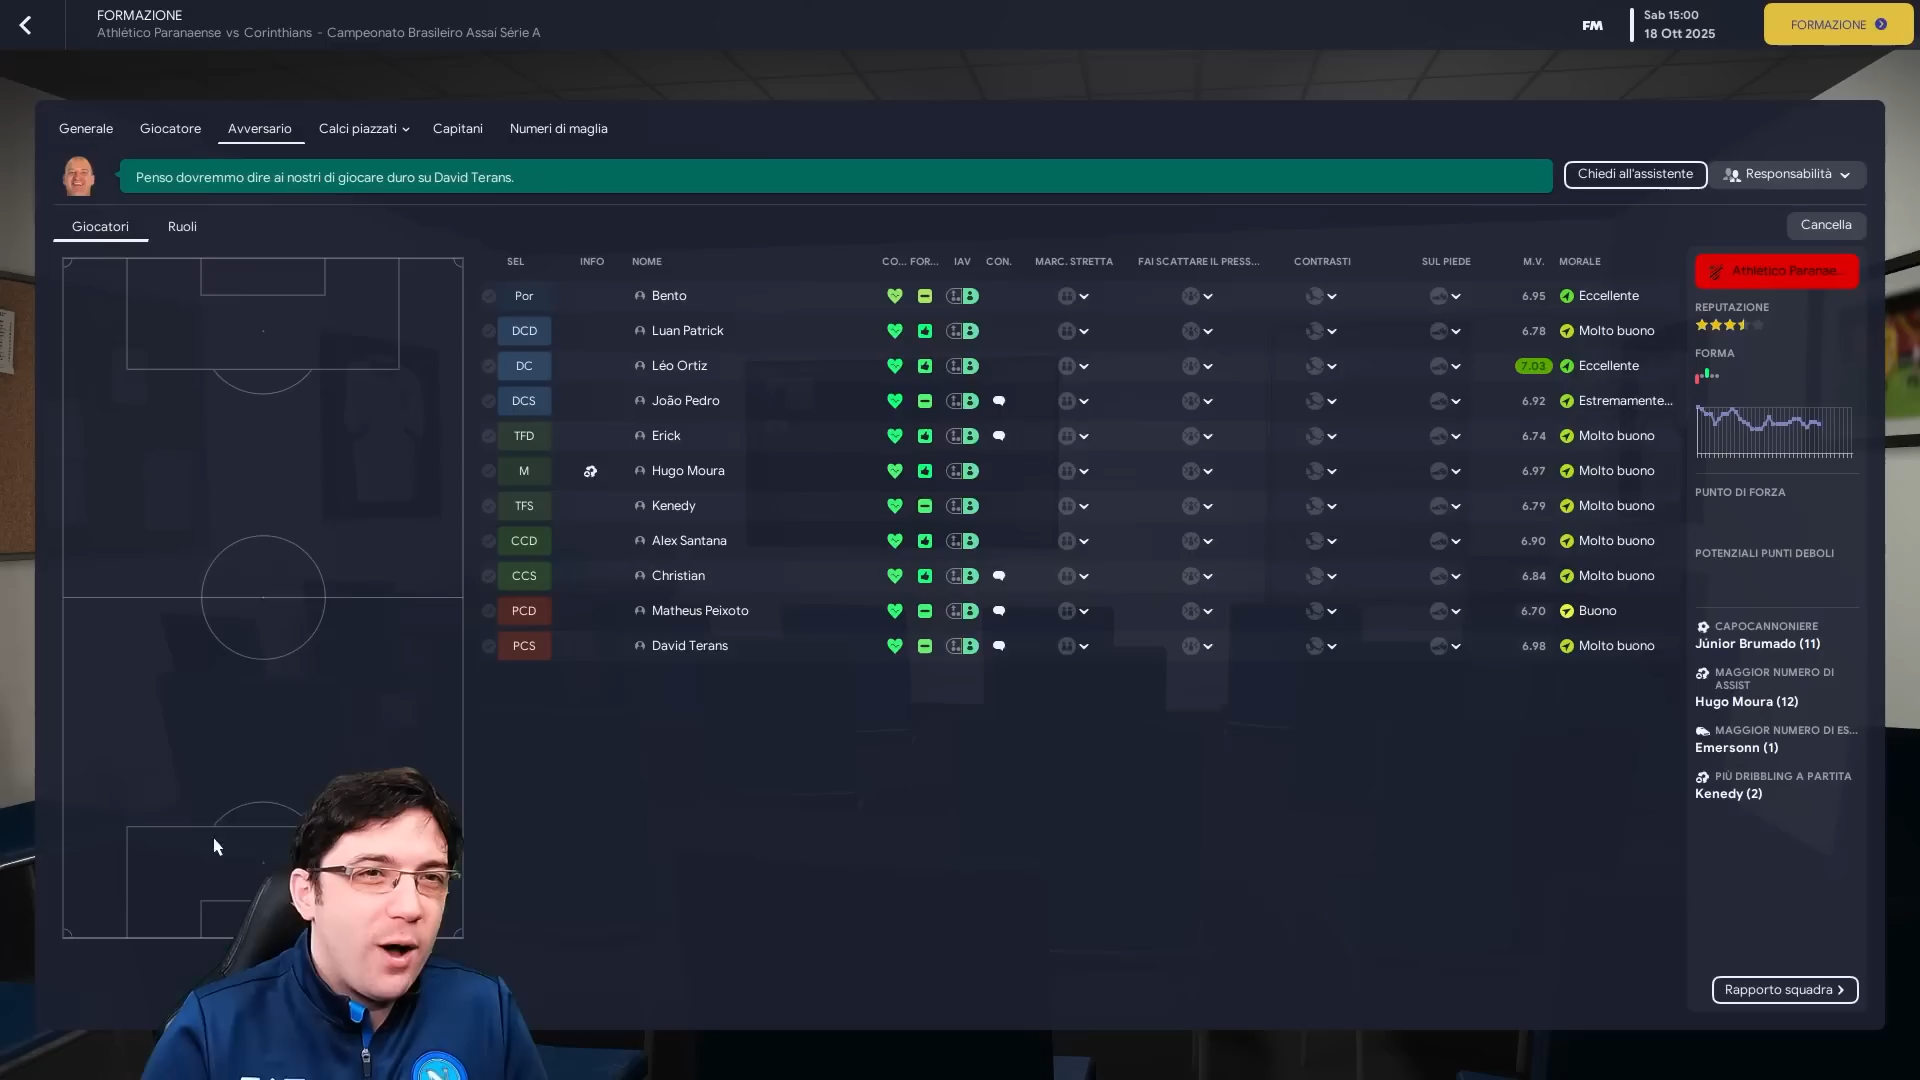 FORMAZIONE
Athlético Paranaense vs Corinthians - Campeonato Brasileiro Assaí Série A
FM
Sab 15:00
18 Ott 2025
FORMAZIONE
Generale
Giocatore
Avversario
Calci piazzati
Capitani
Numeri di maglia
Penso dovremmo dire ai nostri di giocare duro su David Terans.
Chiedi all'assistente
Responsabilità
Giocatori
Ruoli
Cancella
SEL INFO NOME CO... FOR... IAV CON. MARC. STRETTA FAI SCATTARE IL PRESS... CONTRASTI SUL PIEDE M.V. MORALE
Por Bento 6.95 Eccellente
DCD Luan Patrick 6.78 Molto buono
DC Léo Ortiz 7.03 Eccellente
DCS João Pedro 6.92 Estremamente...
TFD Erick 6.74 Molto buono
M Hugo Moura 6.97 Molto buono
TFS Kenedy 6.79 Molto buono
CCD Alex Santana 6.90 Molto buono
CCS Christian 6.84 Molto buono
PCD Matheus Peixoto 6.70 Buono
PCS David Terans 6.98 Molto buono
Athlético Paranae...
REPUTAZIONE
FORMA
PUNTO DI FORZA
POTENZIALI PUNTI DEBOLI
CAPOCANNONIERE
Júnior Brumado (11)
MAGGIOR NUMERO DI
ASSIST
Hugo Moura (12)
MAGGIOR NUMERO DI ES...
Emersonn (1)
PIÙ DRIBBLING A PARTITA
Kenedy (2)
Rapporto squadra